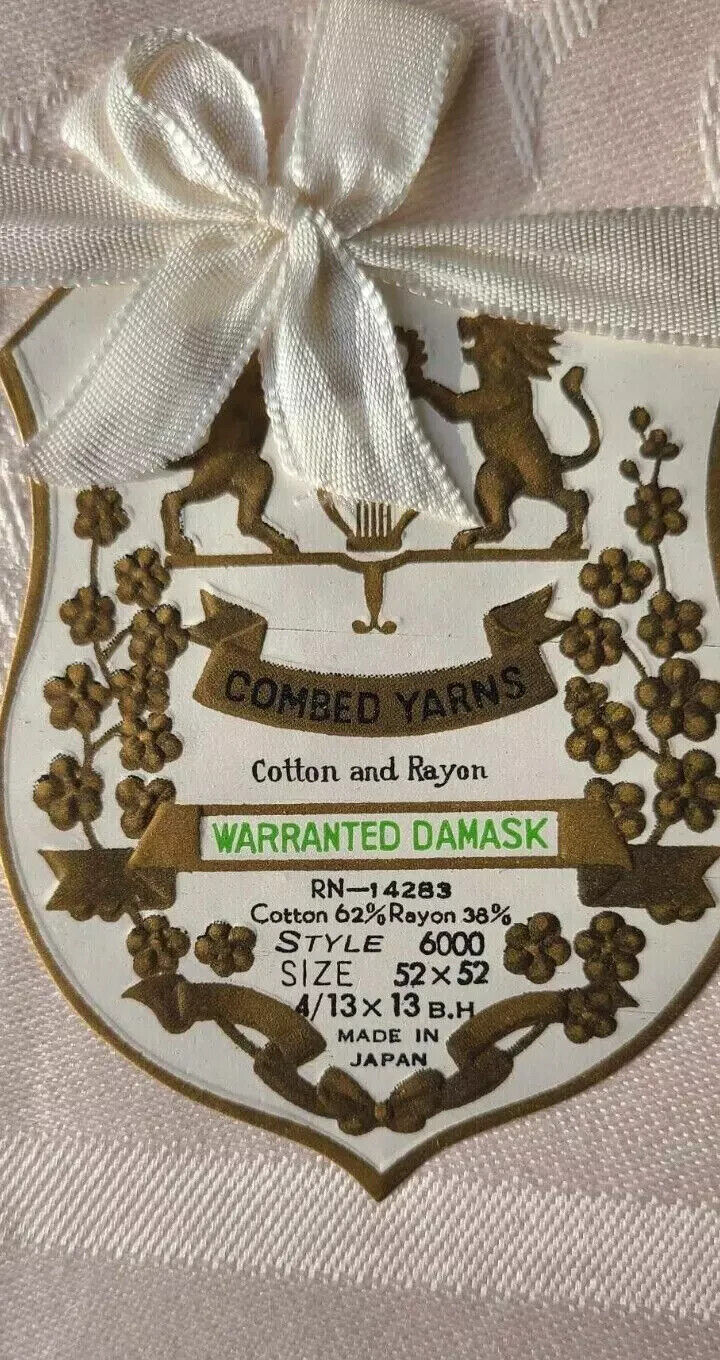 COMBED YARNS
Cotton and Rayon
WARRANTED DAMASK
RN—14283
Cotton 62% Rayon 38%
STYLE 6000
SIZE 52×52
4/13×13 B.H
MADE IN
JAPAN